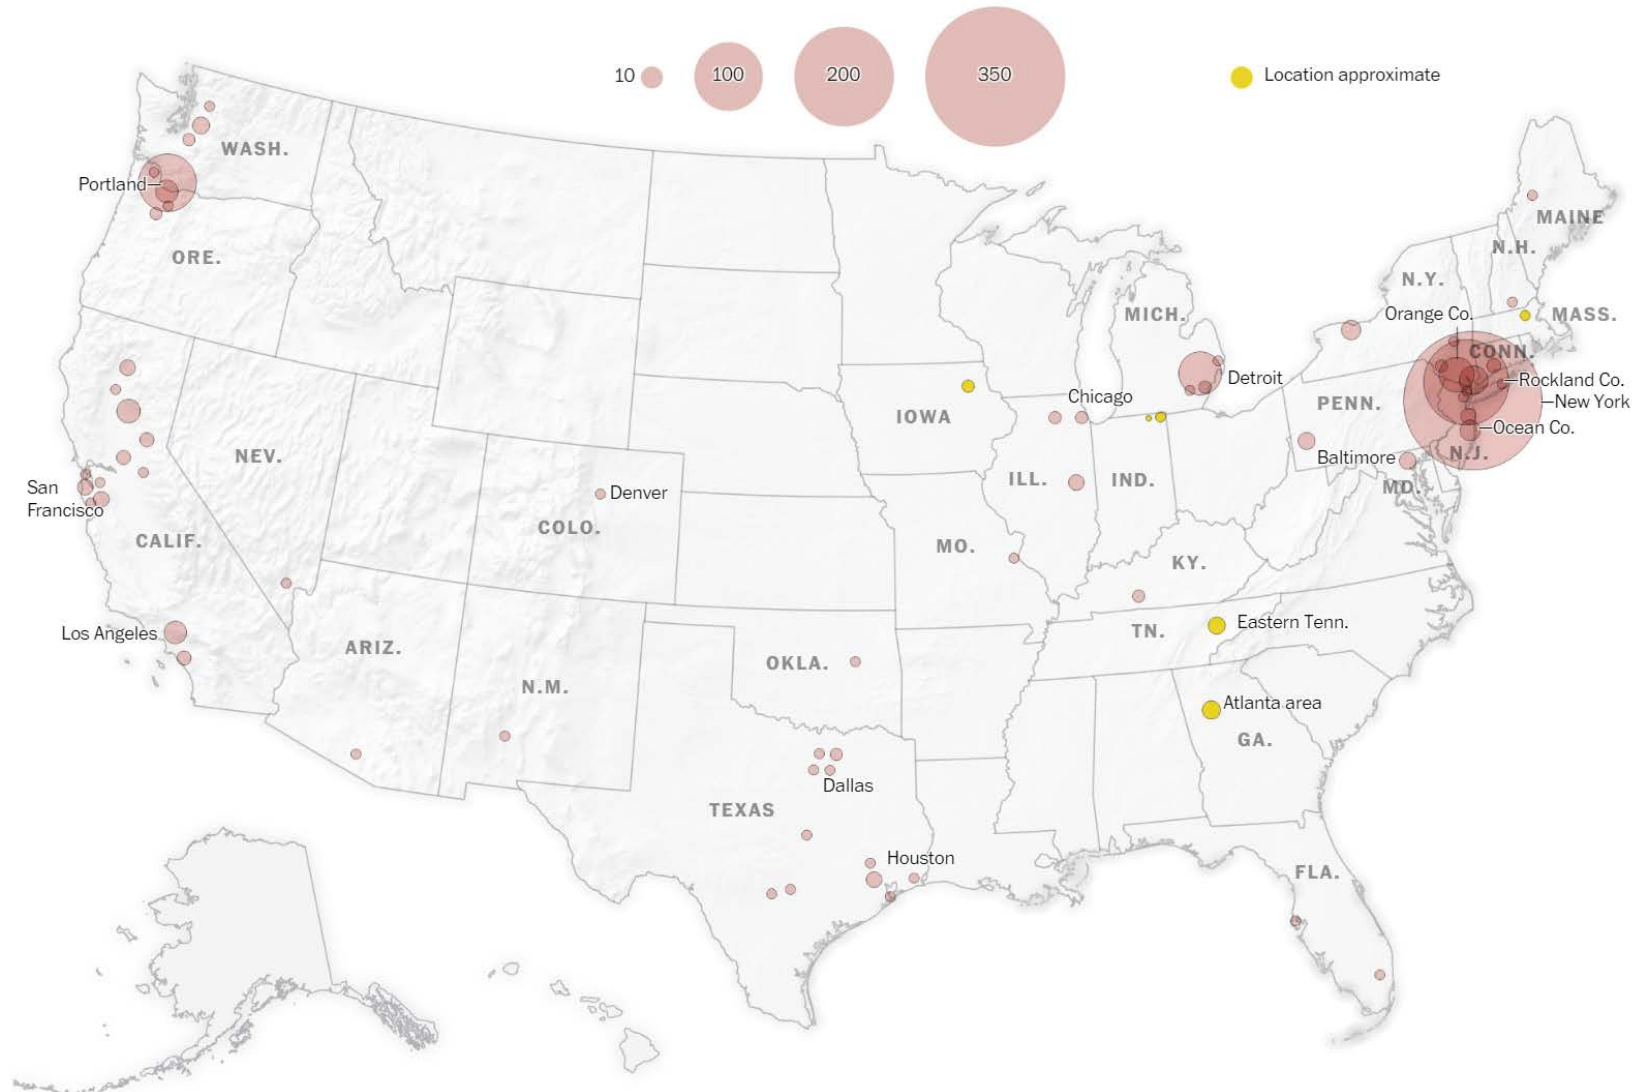 10
100
200
350
Location approximate
WASH.
Portland
ORE.
MAINE
N.H.
N.Y.
MICH.
Orange Co.
MASS.
CONN.
Detroit
Rockland Co.
Chicago
New York
PENN.
IOWA
Ocean Co.
NEV.
Baltimore
N.J.
San
Francisco
Denver
ILL.
IND.
MD.
COLO.
CALIF.
MO.
KY.
Los Angeles
ARIZ.
TN.
Eastern Tenn.
OKLA.
N.M.
Atlanta area
GA.
Dallas
TEXAS
Houston
FLA.